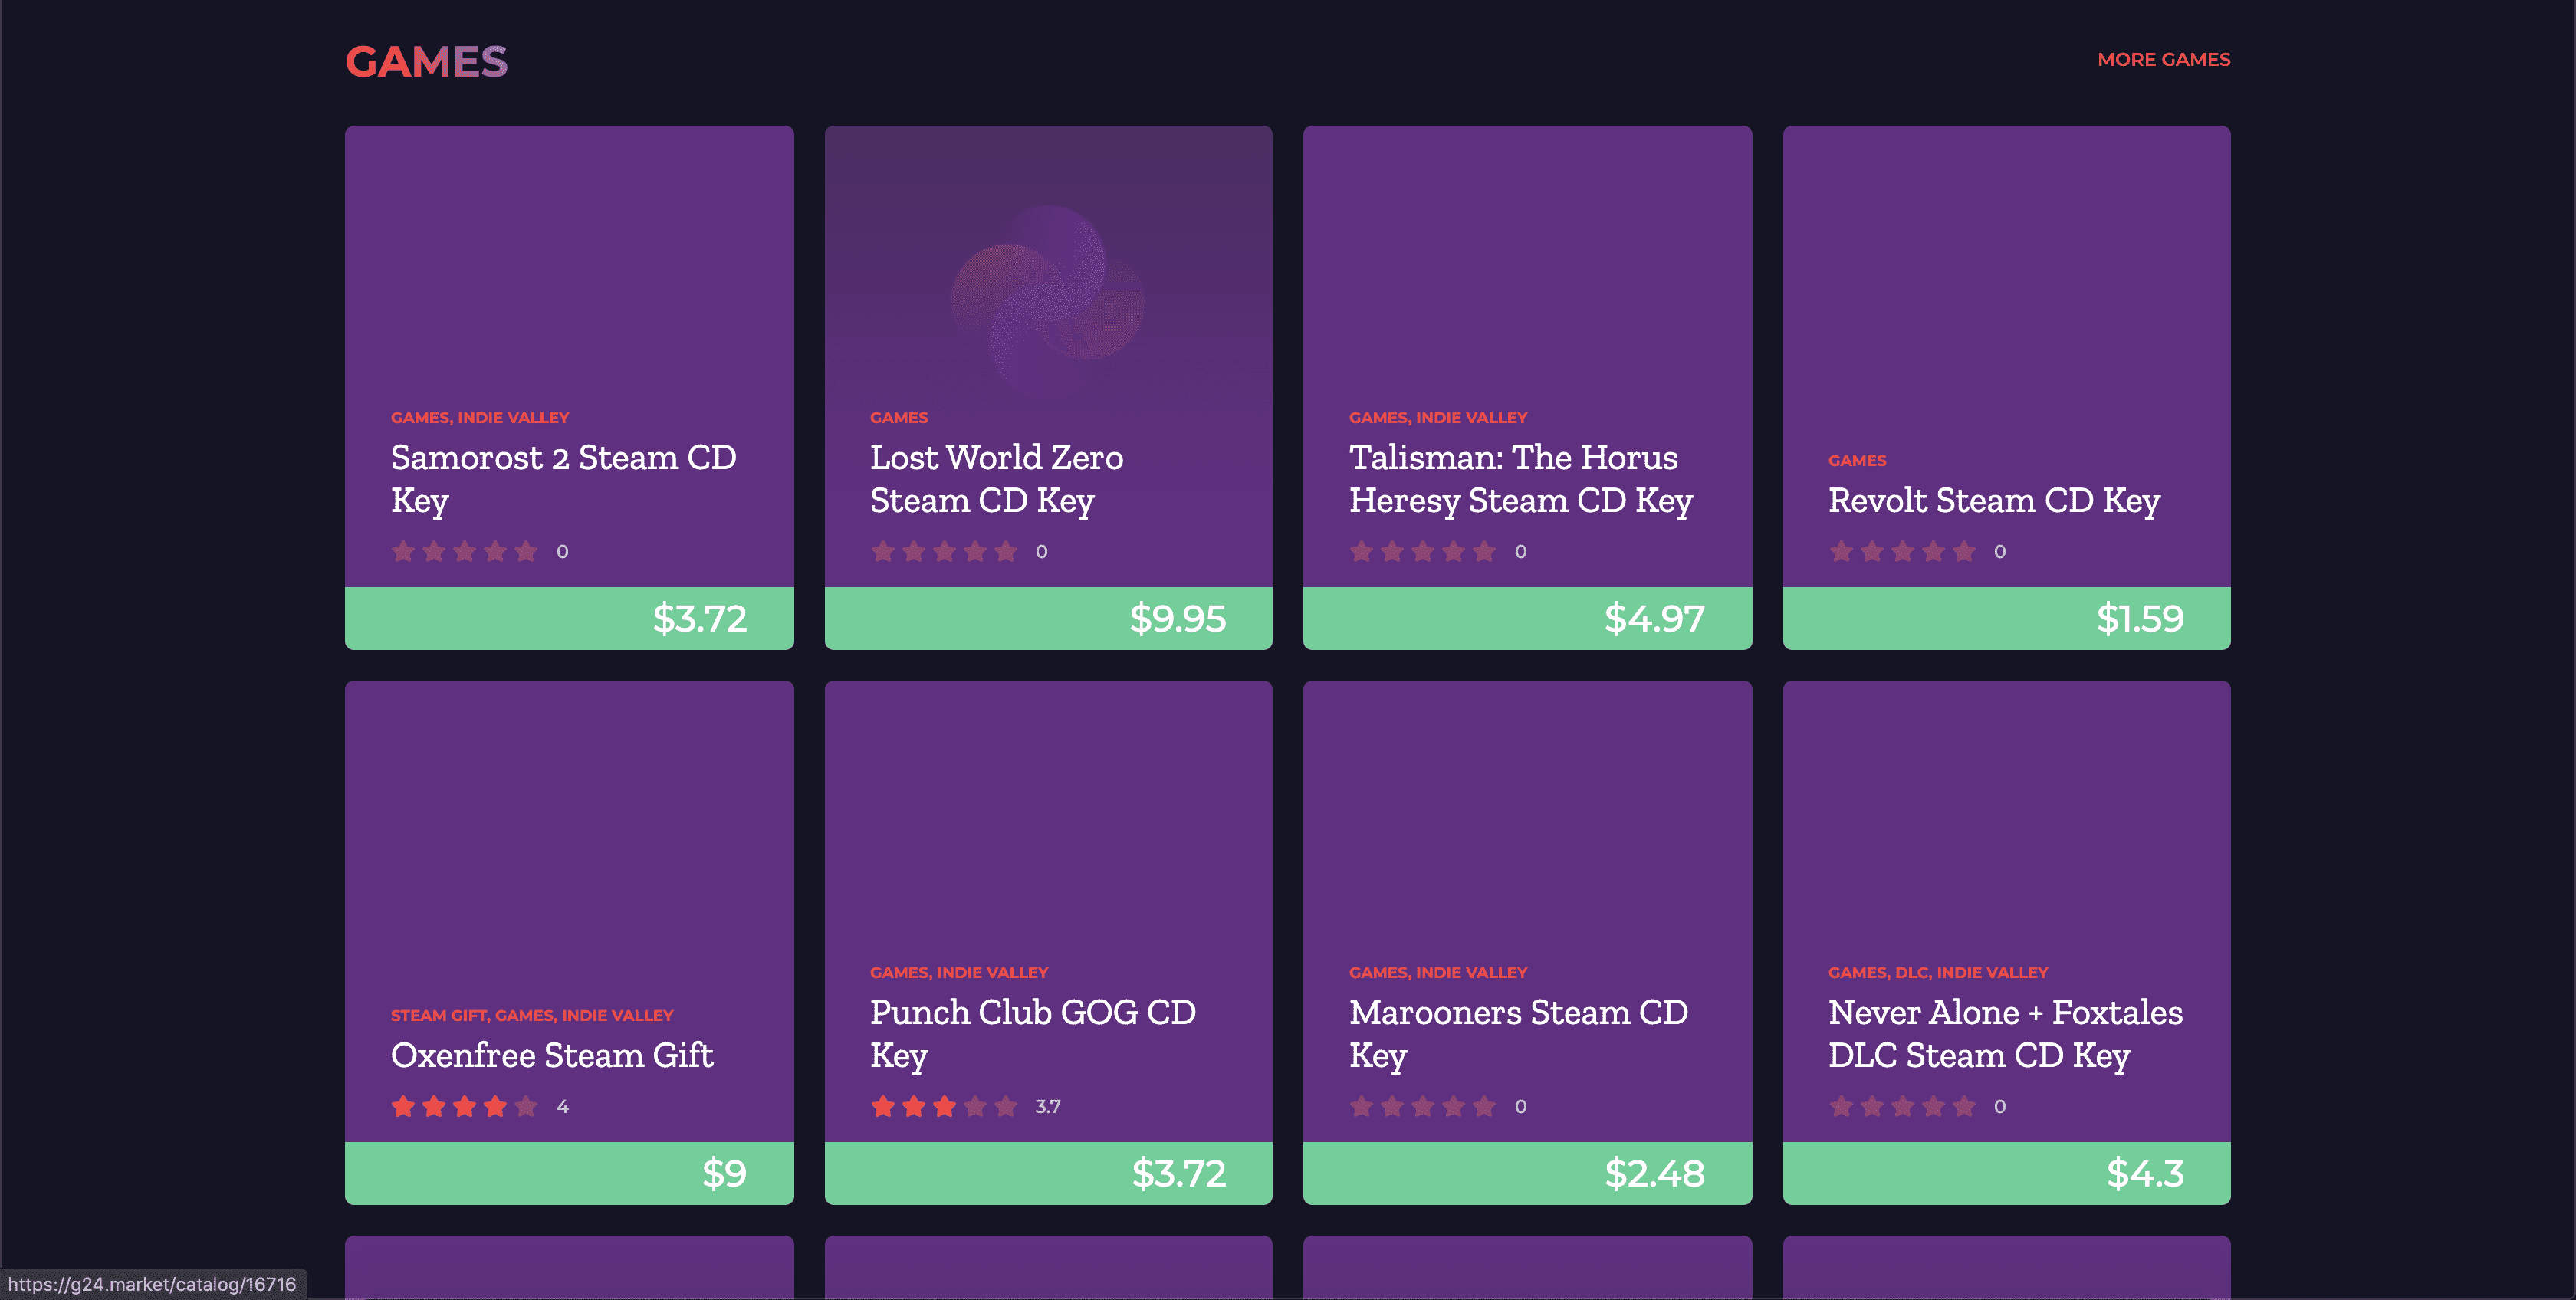 GAMES
MORE GAMES
GAMES, INDIE VALLEY
Samorost 2 Steam CD
Key
0
$3.72
GAMES
Lost World Zero
Steam CD Key
0
$9.95
GAMES, INDIE VALLEY
Talisman: The Horus
Heresy Steam CD Key
0
$4.97
GAMES
Revolt Steam CD Key
0
$1.59
STEAM GIFT, GAMES, INDIE VALLEY
Oxenfree Steam Gift
4
$9
GAMES, INDIE VALLEY
Punch Club GOG CD
Key
3.7
$3.72
GAMES, INDIE VALLEY
Marooners Steam CD
Key
0
$2.48
GAMES, DLC, INDIE VALLEY
Never Alone + Foxtales
DLC Steam CD Key
0
$4.3
https://g24.market/catalog/16716